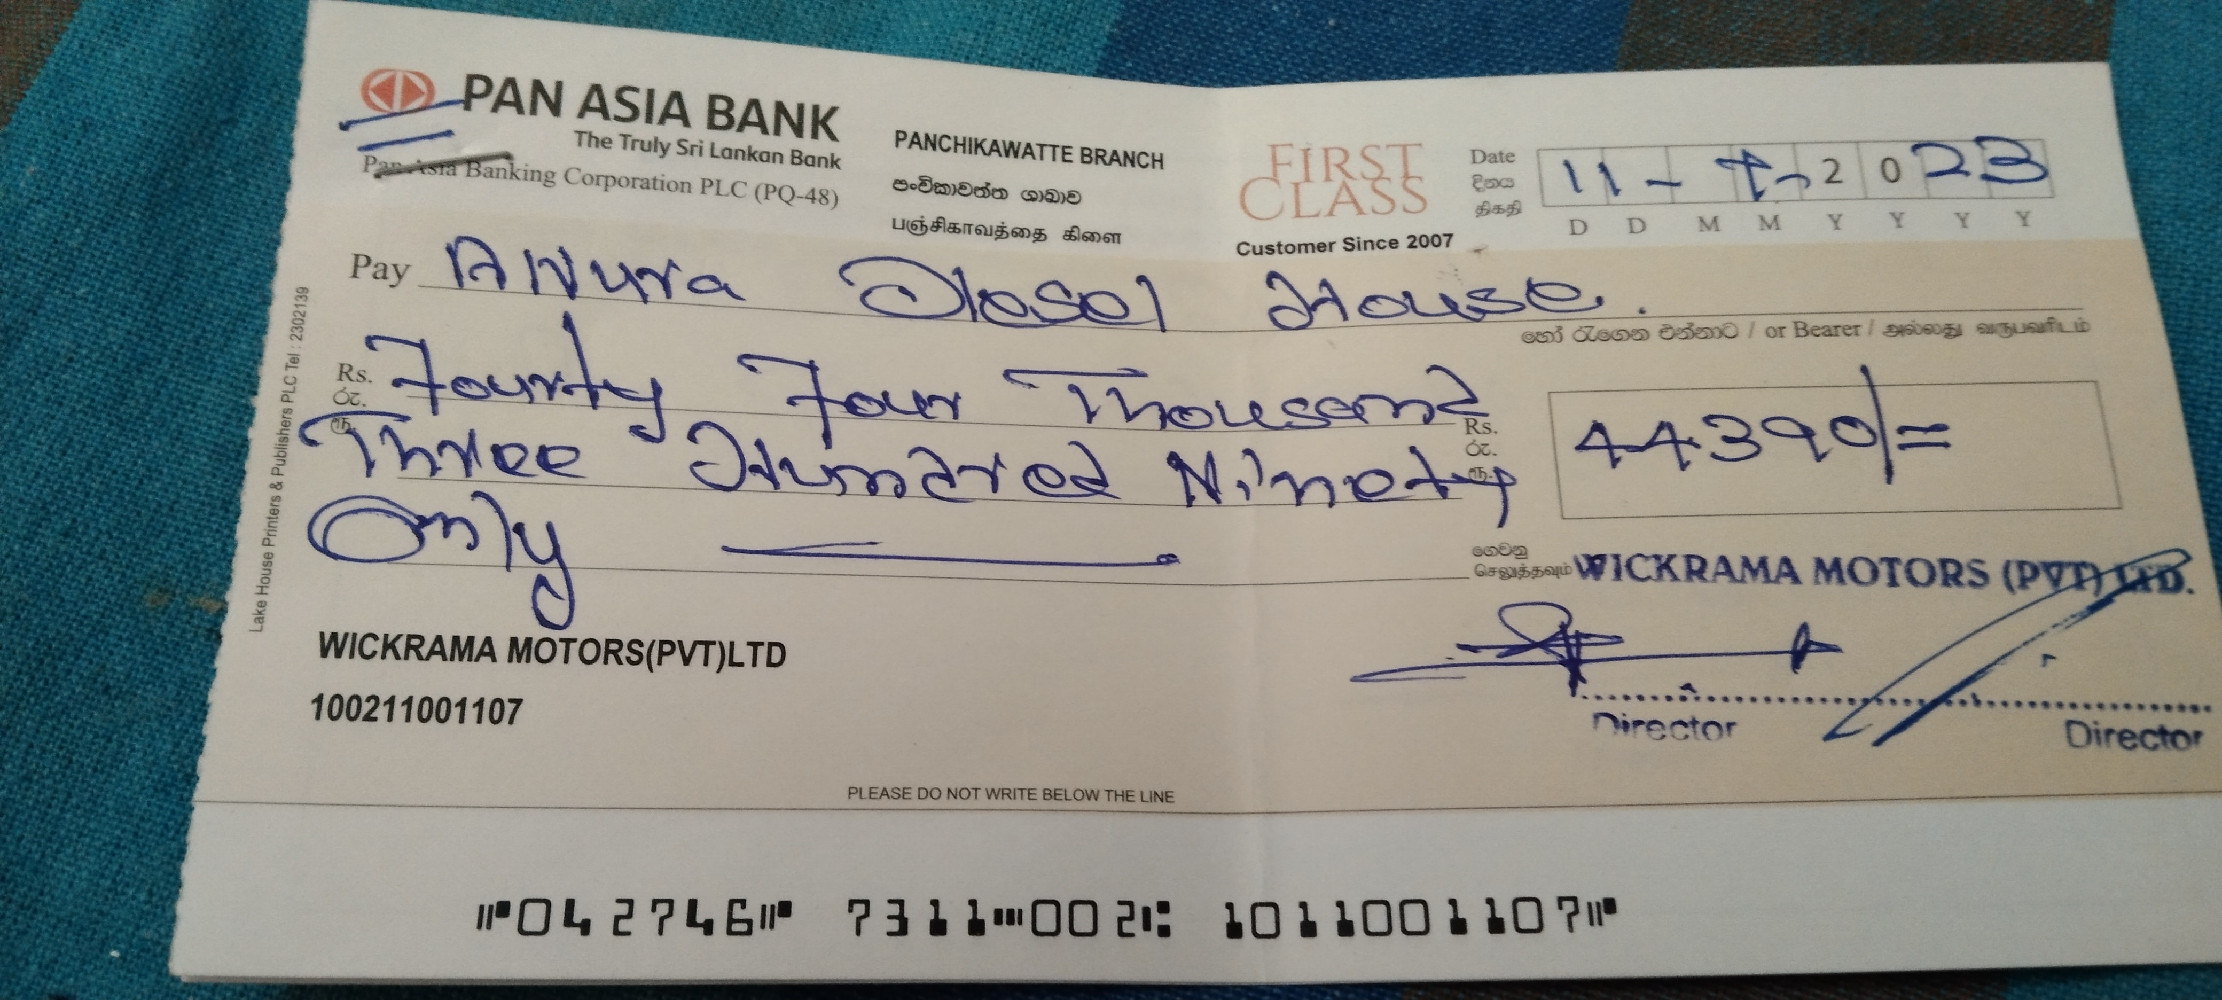 PAN ASIA BANK
The Truly Sri Lankan Bank
Pan Asia Banking Corporation PLC (PQ-48)
PANCHIKAWATTE BRANCH
පංචිකාවත්ත ශාඛාව
பஞ்சிகாவத்தை கிளை
FIRST
CLASS
Customer Since 2007
Date 11-7-2023
දිනය
திகதி
D D M M Y Y Y Y
Pay Anura Diesel House.
හෝ රැගෙන එන්නාට / or Bearer / அல்லது வருபவரிடம்
Rs. Fourty Four Thousand
රු.
ரூ.
Three Hundred Ninety
Only
Rs. 44390/=
රු.
ரூ.
ගෙවනු
செலுத்தவும்
WICKRAMA MOTORS (PVT) LTD.
Director Director
WICKRAMA MOTORS(PVT)LTD
100211001107
PLEASE DO NOT WRITE BELOW THE LINE
⑈042746⑈ 7311⑉002⑆ 1011001107⑈
Lake House Printers & Publishers PLC Tel : 2302139